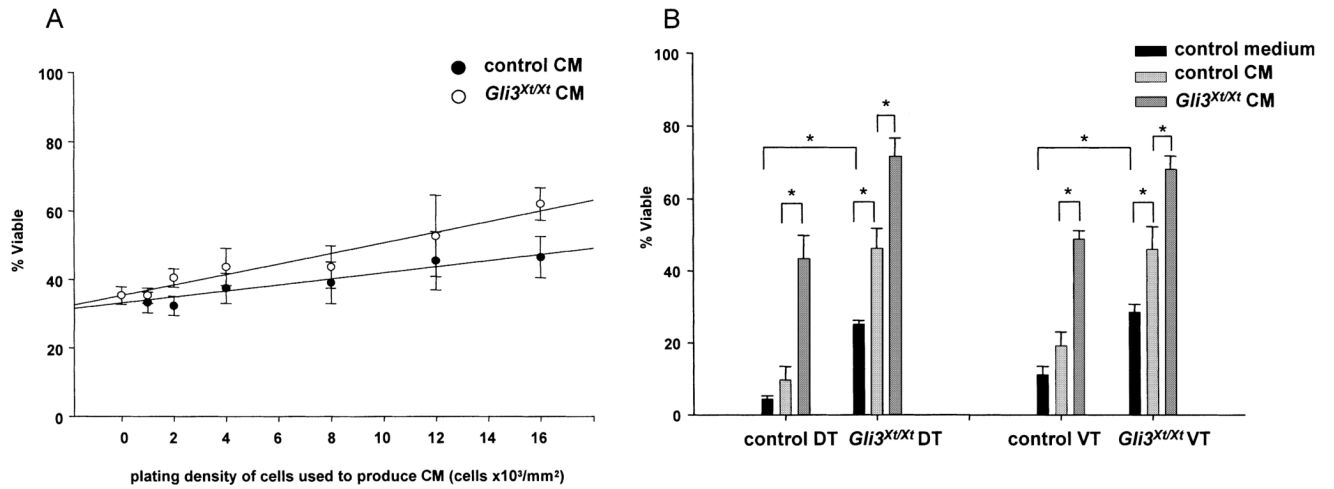 A
control CM
Gli3Xt/Xt CM
100
80
60
40
20
0
% Viable
0 2 4 6 8 10 12 14 16
plating density of cells used to produce CM (cells x10³/mm²)
B
control medium
control CM
Gli3Xt/Xt CM
100
80
60
40
20
0
% Viable
* * * * * * * *
control DT Gli3Xt/Xt DT control VT Gli3Xt/Xt VT